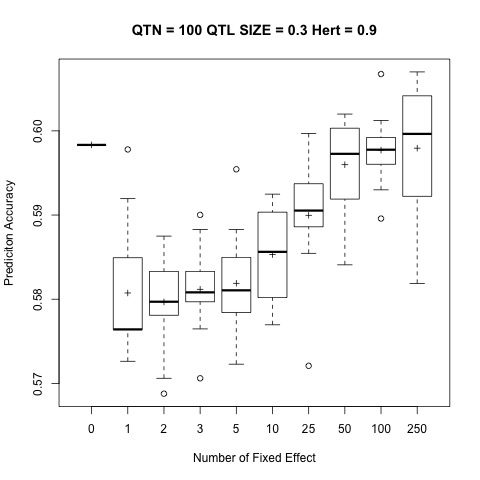 QTN = 100 QTL SIZE = 0.3 Hert = 0.9
Prediciton Accuracy
0.60
0.59
0.58
0.57
0 1 2 3 5 10 25 50 100 250
Number of Fixed Effect